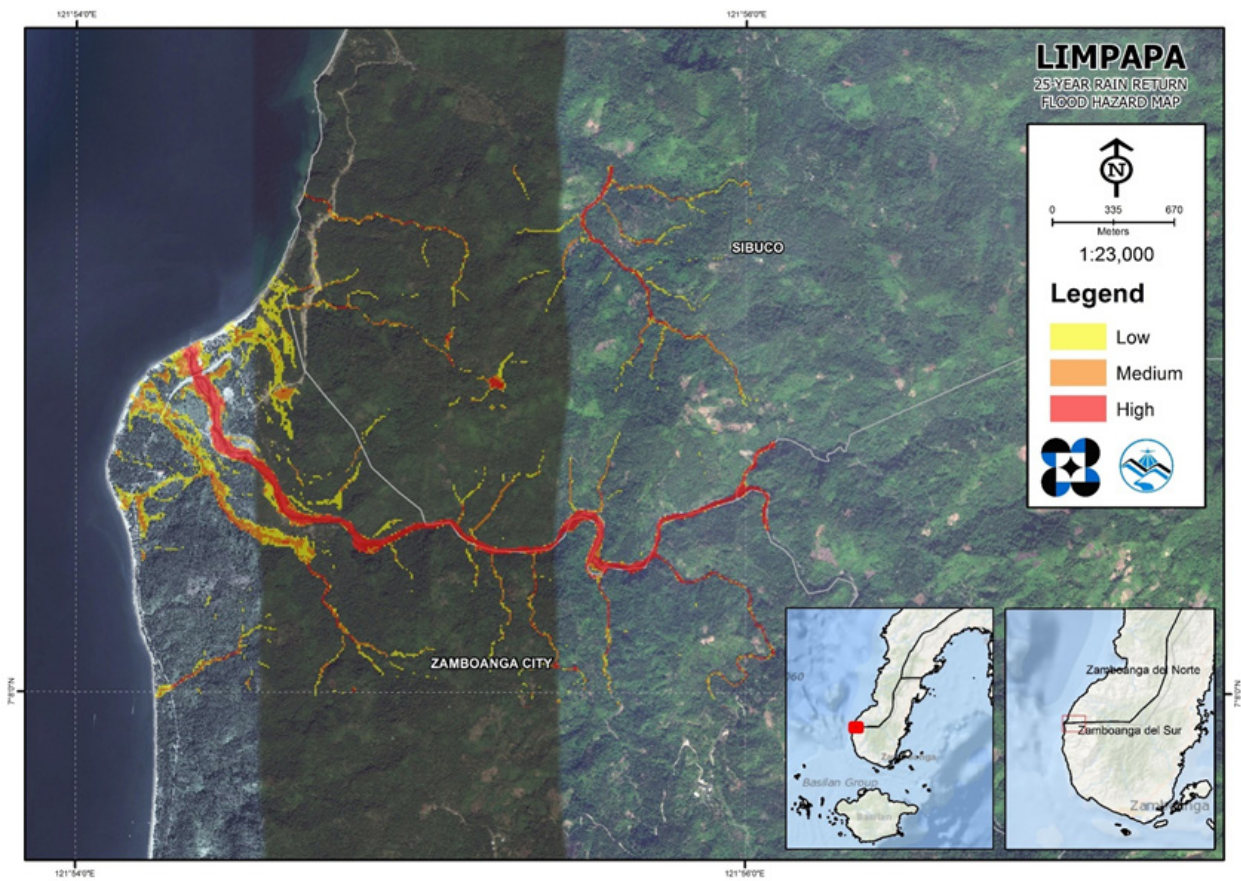 121°54'0"E
121°56'0"E
LIMPAPA
25-YEAR RAIN RETURN
FLOOD HAZARD MAP
N
0 335 670
Meters
1:23,000
SIBUCO
Legend
Low
Medium
High
ZAMBOANGA CITY
7°8'0"N
7°8'0"N
Basilan Group
Basilan
Zamboanga del Norte
Zamboanga del Sur
Zamboanga
121°54'0"E
121°56'0"E